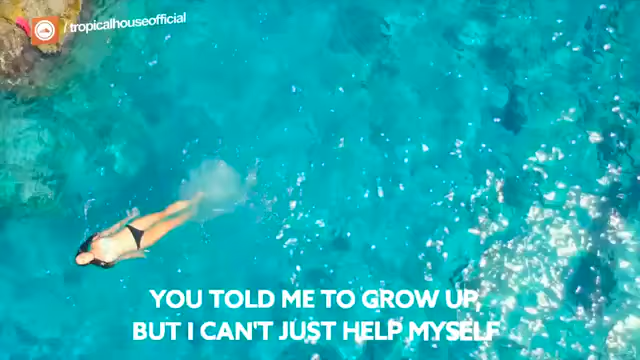 /tropicalhouseofficial
YOU TOLD ME TO GROW UP,
BUT I CAN'T JUST HELP MYSELF